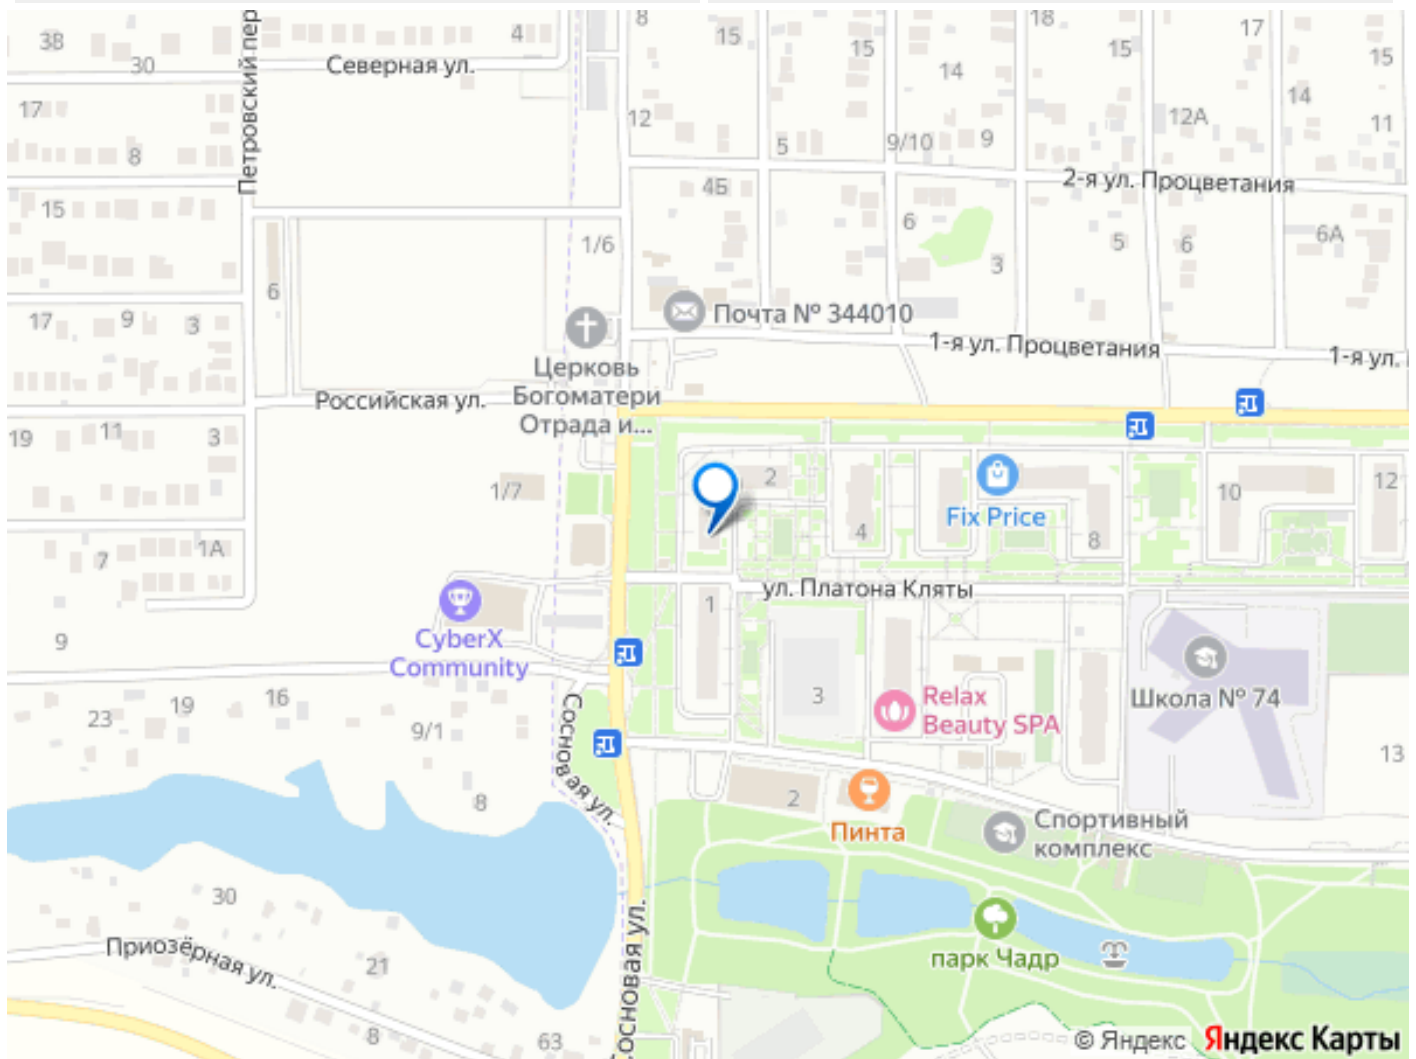 8
3В
4
15
18
17
30
Северная ул.
15
14
15
15
17
Петровский пер
12
9/10
9
12А
14
11
8
5
2-я ул. Процветания
4Б
15
6
5
6
6А
1/6
3
6
17
9
3
Почта № 344010
1-я ул. Процветания
1-я ул.
Церковь
Богоматери
Отрада и...
Российская ул.
19
11
3
1/7
2
Fix Price
10
12
4
8
1А
7
ул. Платона Кляты
1
9
CyberX
Community
Школа № 74
Relax
Beauty SPA
3
16
19
23
9/1
Сосновая ул.
13
8
2
Пинта
Спортивный
комплекс
30
Приозёрная ул.
21
парк Чадр
Сосновая ул.
8
63
© Яндекс Яндекс Карты